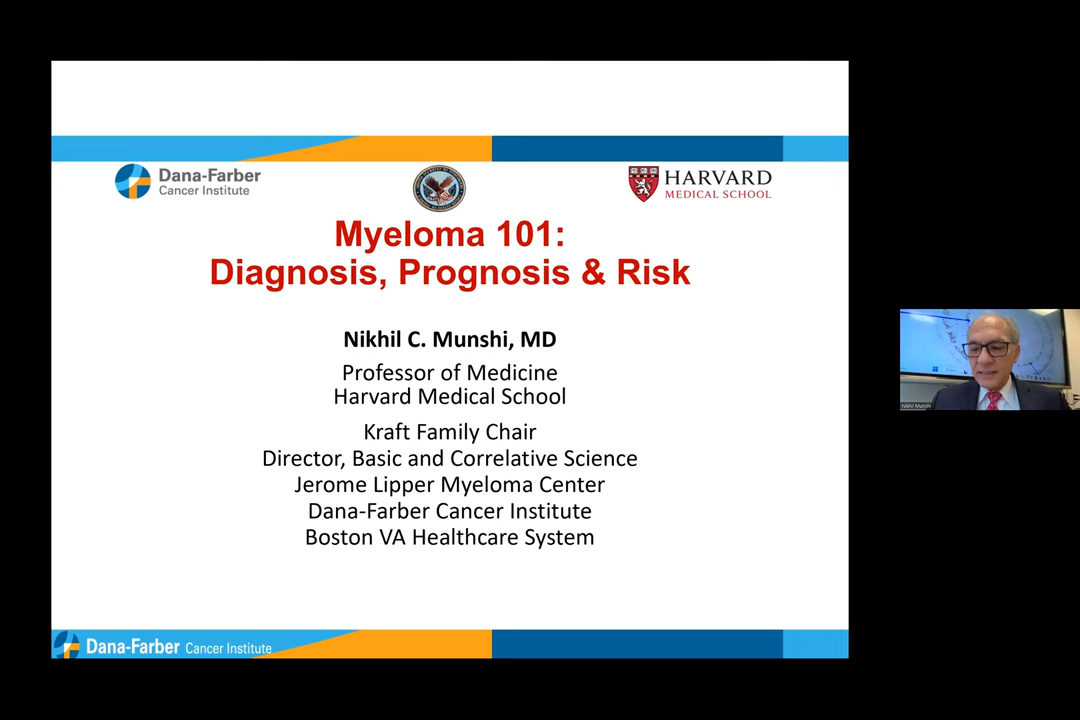 Dana-Farber
Cancer Institute
HARVARD
MEDICAL SCHOOL
Myeloma 101:
Diagnosis, Prognosis & Risk
Nikhil C. Munshi, MD
Professor of Medicine
Harvard Medical School
Kraft Family Chair
Director, Basic and Correlative Science
Jerome Lipper Myeloma Center
Dana-Farber Cancer Institute
Boston VA Healthcare System
Dana-Farber Cancer Institute
Nikhil Munshi